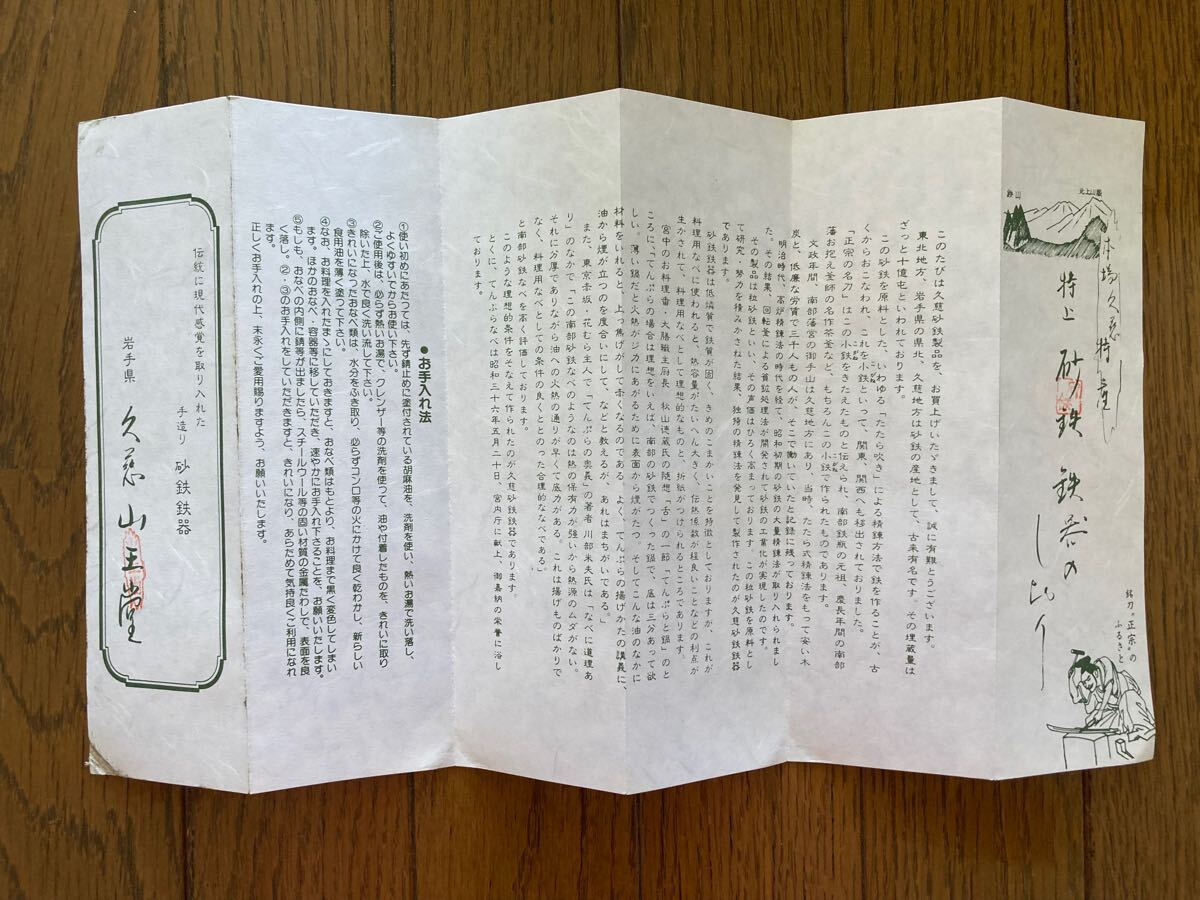 本場久慈特産
特上 砂鉄 鉄器の
しおり
北上山脈
銘刀“正宗”の
ふるさと
このたびは久慈砂鉄製品を、お買上げいたゞきまして、誠に有難とうございます。
東北地方、岩手県の県北、久慈地方は砂鉄の産地として、古来有名です。その埋蔵量は
ざっと十億屯といわれております。
この砂鉄を原料とした、いわゆる「たたら吹き」による精錬方法で鉄を作ることが、古
くからおこなわれ、これを小鉄といって、関東、関西へも移出されておりました。
「正宗の名刀」はこの小鉄をきたえたものと伝えられ、南部鉄瓶の元祖、慶長年間の南部
藩お抱え釜師の名作茶釜など、もちろんこの小鉄で作られたものであります。
文政年間、南部藩営の御手山は久慈地方にあり、当時、たたら式精錬法をもって安い木
炭と、低廉な労賃で三千人もの人が、そこで働いていたと記録に残っております。
明治時代、高炉精錬法の時代を経て、昭和初期の砂鉄の大量精錬法が取り入れられまし
た。その結果、回転釜による
処理法が開発されて砂鉄の工業化が実現したのです。
その製品は粒砂鉄といい、その声価はひろく高まっております。この粒砂鉄を原料とし
て研究・努力を積みかさねた結果、独特の精錬法を発見して製作されたのが久慈砂鉄鉄器
であります。
砂鉄鉄器は低燐質で鉄質が固く、きめのこまかいことを特徴としておりますが、これが
料理用なべに使われると、熱容量がたいへん大きく、伝熱係数が程良いことなどの利点が
生かされて、料理用なべとして理想的なものと、折紙がつけられるところであります。
宮中のお料理番・大膳職主厨長 秋山徳蔵氏の随想「舌」の一節「てんぷらと鍋」のと
ころに、「てんぷらの場合は理想をいえば、南部の砂鉄でつくった鍋で、底は三分あって欲
しい。薄い鍋だと火熱がジカにあがるために表面から煙がたつ。そしてこんな油のなかに
材料をいれると、上っ焦げがして赤くなるのである。よく、てんぷらの揚げかたの講義に、
油から煙が立つのを度合いにして、などと教えるが、あれはまちがいである。」
また、東京赤坂・花むら主人で「てんぷらの奥義」の著者 川部米夫氏は「なべに道理あ
り」のなかで「この南部砂鉄なべのようなのは熱の保有力が強いから熱源のムダがない、
それに分厚でありながら油への火熱の通りが早くて底力がある。これは揚げものばかりで
なく、料理用なべとしての条件の良くととのった合理的ななべである。」
と南部砂鉄なべを高く評価しております。
このような理想的条件をそなえて作られたのが久慈砂鉄鉄器であります。
とくに、てんぷらなべは昭和三十六年五月二十日、宮内庁に献上、御嘉納の栄誉に浴し
ております。
●お手入れ法
①使い初めにあたっては、先ず錆止めに塗付されている胡麻油を、洗剤を使い、熱いお湯で洗い落し、
よくゆすいでからお使い下さい。
②ご使用後は、必らず熱いお湯で、クレンザー等の洗剤を使って、油や付着したものを、きれいに取り
除いた上、水で良く洗い流して下さい。
③きれいになったおなべ類は、水分をふき取り、必らずコンロ等の火にかけて良く乾わかし、新らしい
食用油を薄く塗って下さい。
④なお、お料理を入れたまゝにしておきますと、おなべ類はもとより、お料理まで黒く変色してしまい
ます。ほかのおなべ・容器等に移していただき、速やかにお手入れ下さることを、お願いいたします。
⑤もしも、おなべの内側に錆等が出ましたら、スチールウール等の固い材質の金属たわしで、表面を良
く落し。②・③のお手入れをしていただきますと、きれいになり、あらためて気持良くご利用になれ
ます。
正しくお手入れの上、末永くご愛用賜りますよう、お願いいたします。
伝統に現代感覚を取り入れた
手造り 砂鉄器
岩手県 久慈山王堂